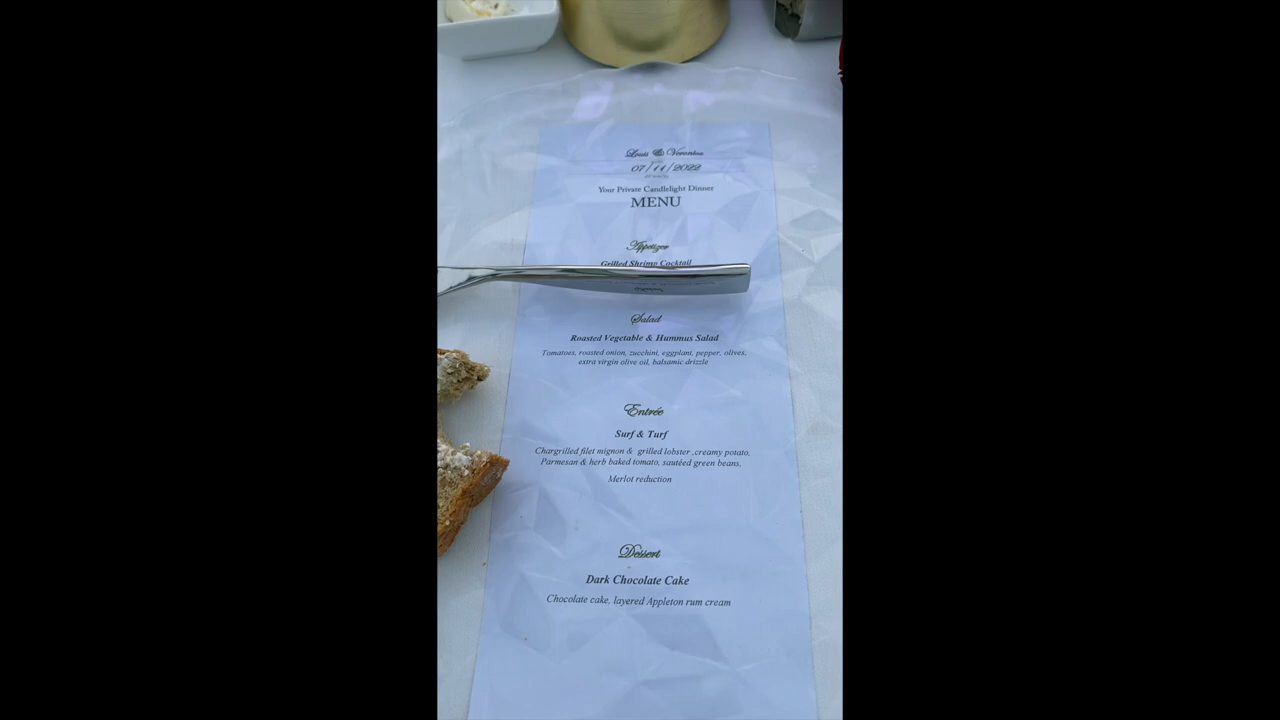 Louis & Veronica
07/11/2022
Your Private Candlelight Dinner
MENU
Appetizer
Grilled Shrimp Cocktail
Salad
Roasted Vegetable & Hummus Salad
Tomatoes, roasted onion, zucchini, eggplant, pepper, olives,
extra virgin olive oil, balsamic drizzle
Entrée
Surf & Turf
Chargrilled filet mignon & grilled lobster ,creamy potato,
Parmesan & herb baked tomato, sautéed green beans,
Merlot reduction
Dessert
Dark Chocolate Cake
Chocolate cake, layered Appleton rum cream